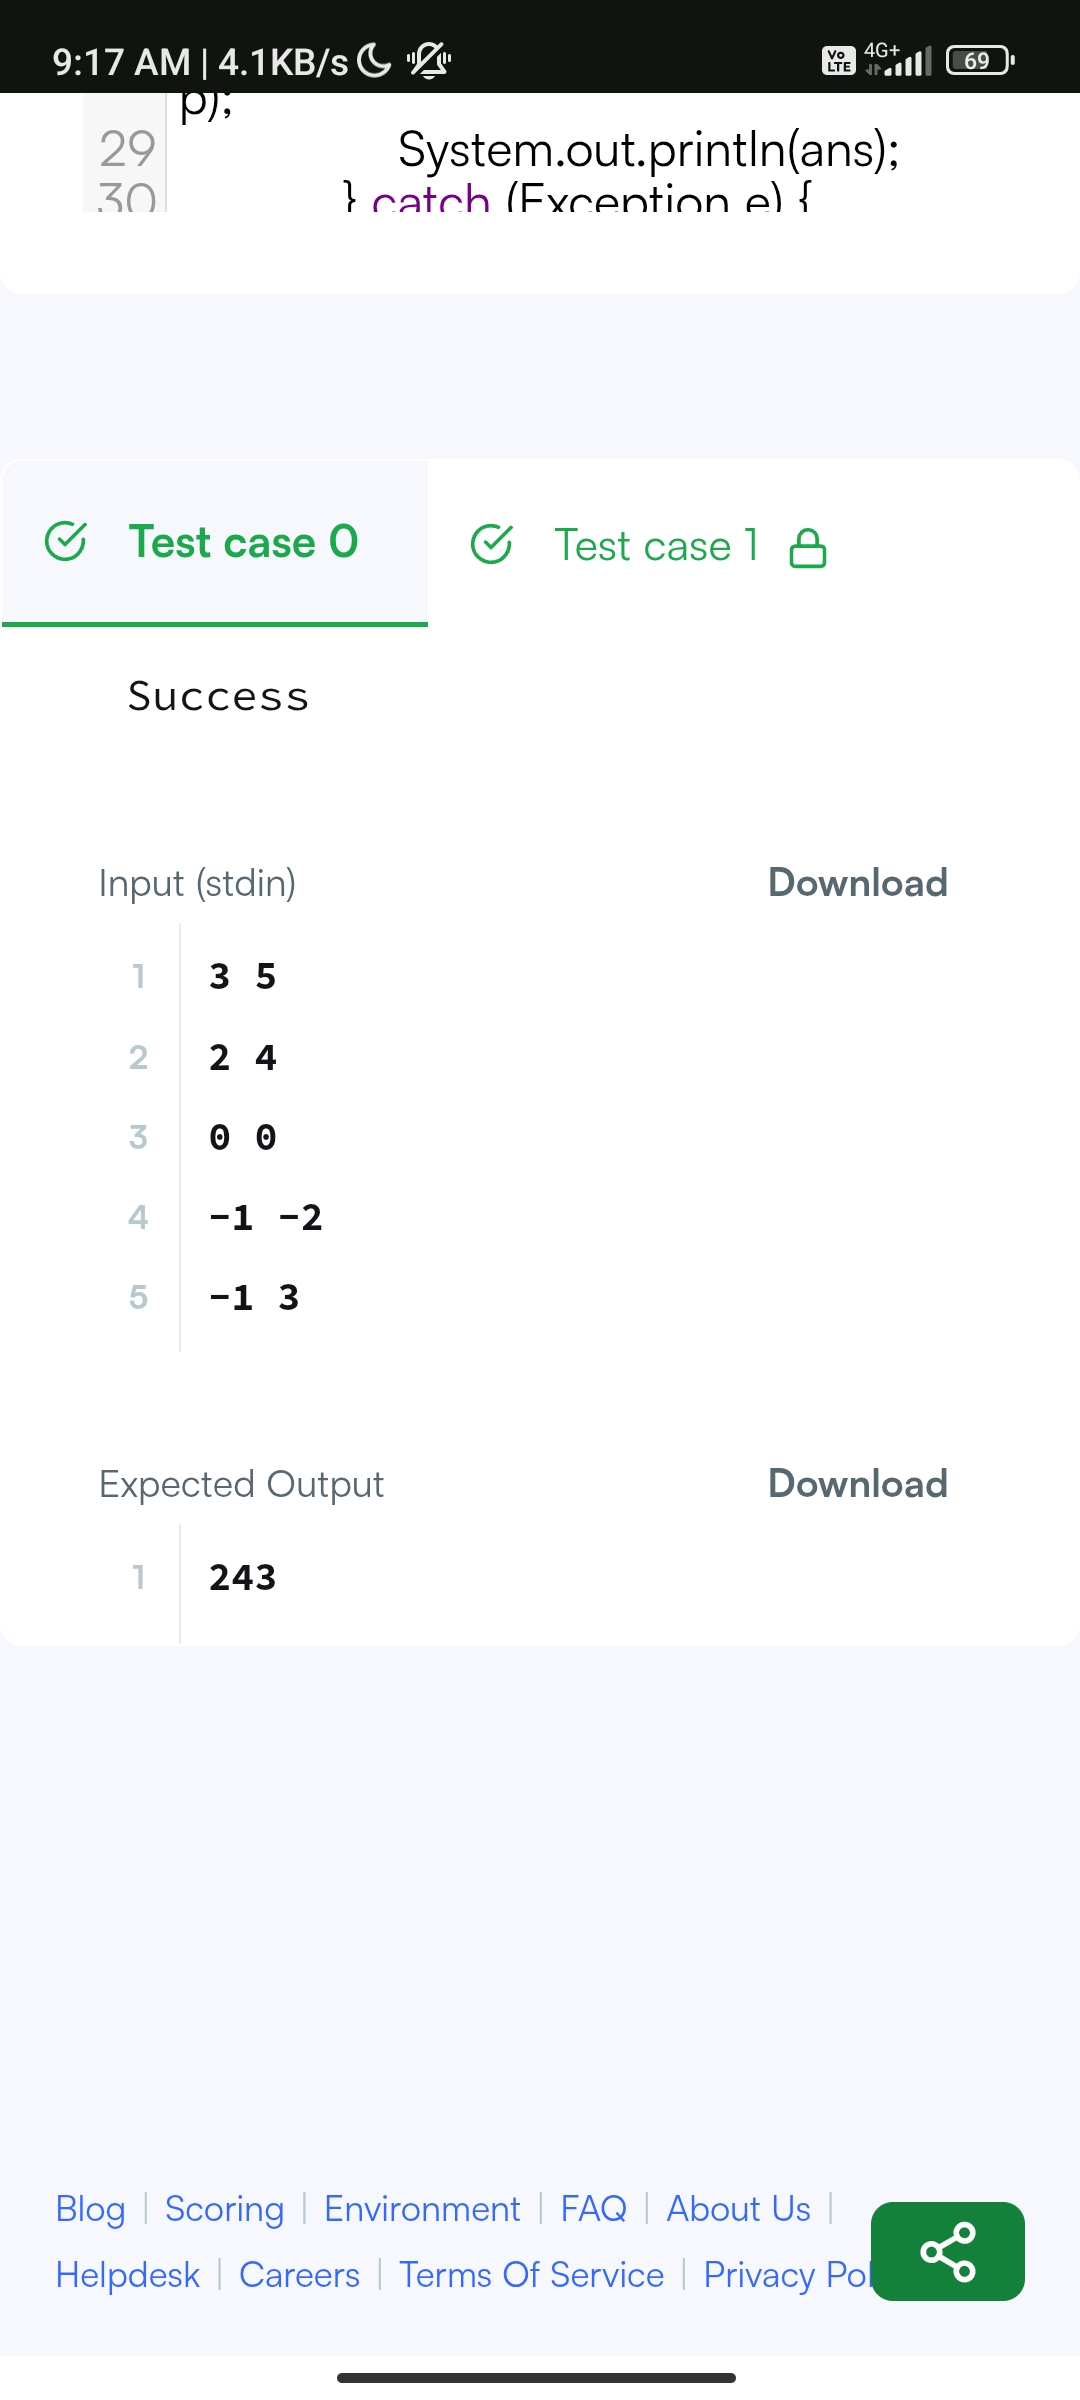 9:17 AM | 4.1KB/s Vo LTE 4G+ 69
p);
29 System.out.println(ans);
30 } catch (Exception e) {
Test case 0 Test case 1
Success
Input (stdin) Download
1 3 5
2 2 4
3 0 0
4 -1 -2
5 -1 3
Expected Output Download
1 243
Blog | Scoring | Environment | FAQ | About Us |
Helpdesk | Careers | Terms Of Service | Privacy Pol